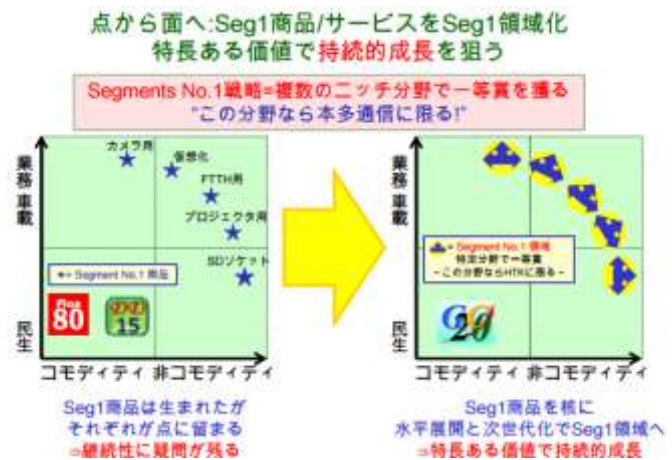 点から面へ:Seg1商品/サービスをSeg1領域化
特長ある価値で持続的成長を狙う
Segments No.1戦略=複数のニッチ分野で一等賞を獲る
"この分野なら本多通信に限る!"
カメラ用
仮想化
FTTH用
プロジェクタ用
SDソケット
★= Segment No.1 商品
80
15
業務 車載
民生
コモディティ 非コモディティ
Seg1商品は生まれたが
それぞれが点に留まる
⇒継続性に疑問が残る
業務 車載
= Segment No.1 領域
特定分野で一等賞
-この分野ならHTKに限る-
20
民生
コモディティ 非コモディティ
Seg1商品を核に
水平展開と次世代化でSeg1領域へ
⇒特長ある価値で持続的成長